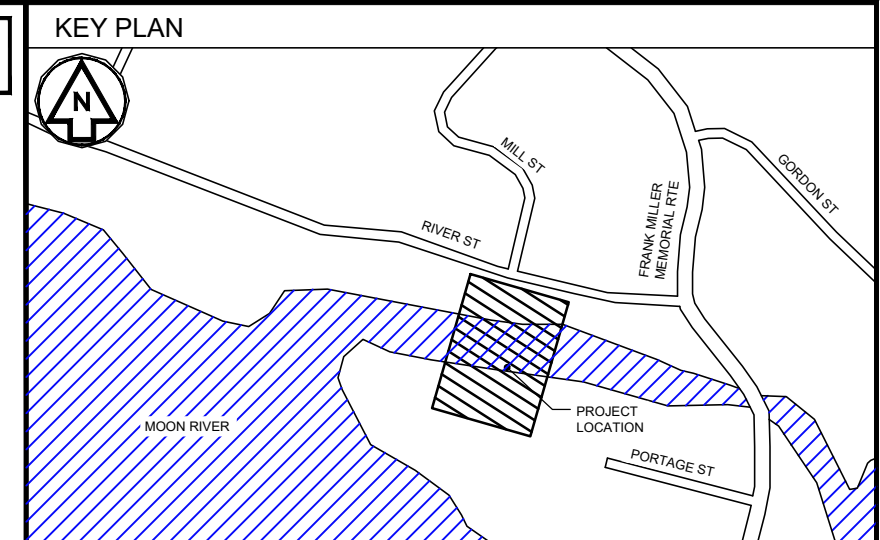 KEY PLAN
N
MILL ST
GORDON ST
FRANK MILLER
MEMORIAL RTE
RIVER ST
PROJECT
LOCATION
MOON RIVER
PORTAGE ST